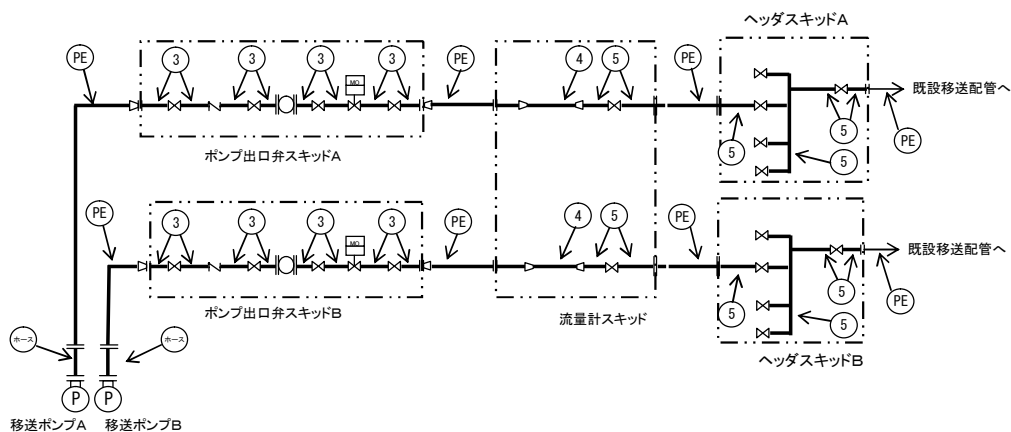 ヘッダスキッドA
PE
3
3
3
3
PE
4
5
PE
MO
既設移送配管へ
5
5
5
PE
ポンプ出口弁スキッドA
PE
3
3
3
3
PE
4
5
PE
MO
既設移送配管へ
5
5
5
PE
ポンプ出口弁スキッドB
流量計スキッド
ヘッダスキッドB
ホース
ホース
P
P
移送ポンプA
移送ポンプB